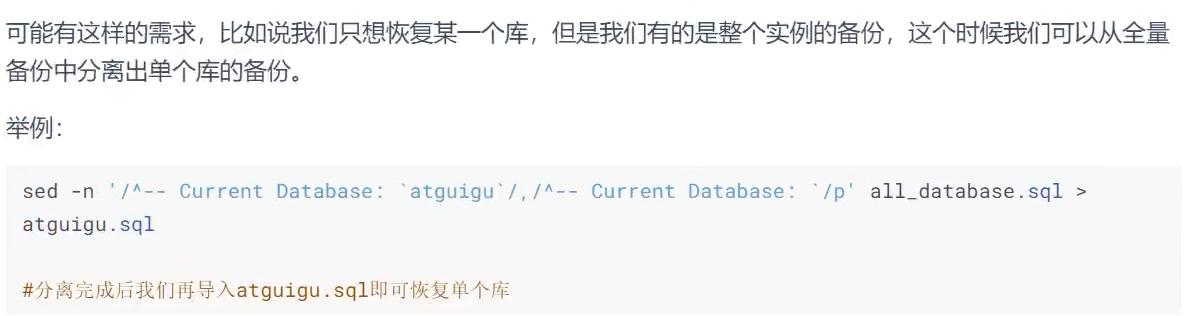 可能有这样的需求，比如说我们只想恢复某一个库，但是我们有的是整个实例的备份，这个时候我们可以从全量
备份中分离出单个库的备份。
举例：
sed -n '/^-- Current Database: `atguigu`/,/^-- Current Database: `/p' all_database.sql >
atguigu.sql
#分离完成后我们再导入atguigu.sql即可恢复单个库